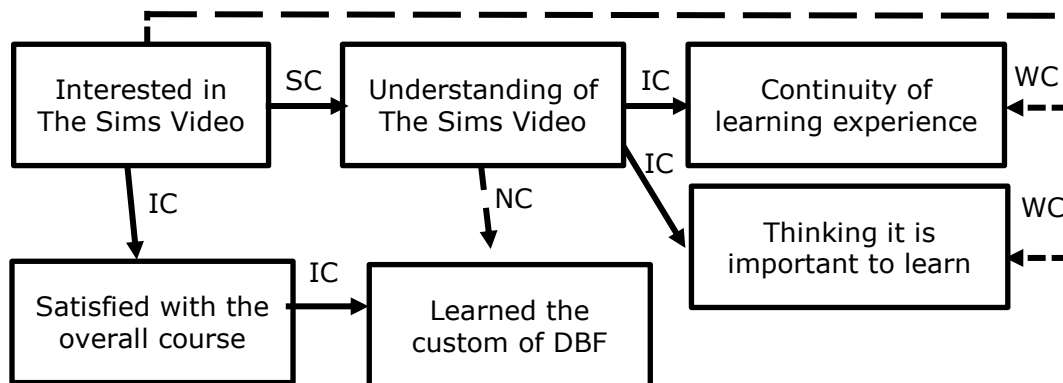 Interested in
The Sims Video
SC
Understanding of
The Sims Video
IC
Continuity of
learning experience
WC
IC
NC
IC
Thinking it is
important to learn
WC
Satisfied with the
overall course
IC
Learned the
custom of DBF